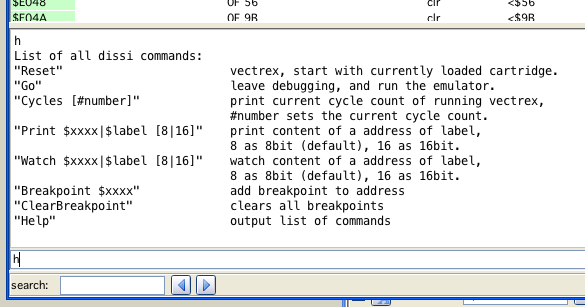 $E048 0F 56 clr <$56
$E04A 0F 9B clr <$9B
h
List of all dissi commands:
"Reset" vectrex, start with currently loaded cartridge.
"Go" leave debugging, and run the emulator.
"Cycles [#number]" print current cycle count of running vectrex,
#number sets the current cycle count.
"Print $xxxx|$label [8|16]" print content of a address of label,
8 as 8bit (default), 16 as 16bit.
"Watch $xxxx|$label [8|16]" watch content of a address of label,
8 as 8bit (default), 16 as 16bit.
"Breakpoint $xxxx" add breakpoint to address
"ClearBreakpoint" clears all breakpoints
"Help" output list of commands
h
search: